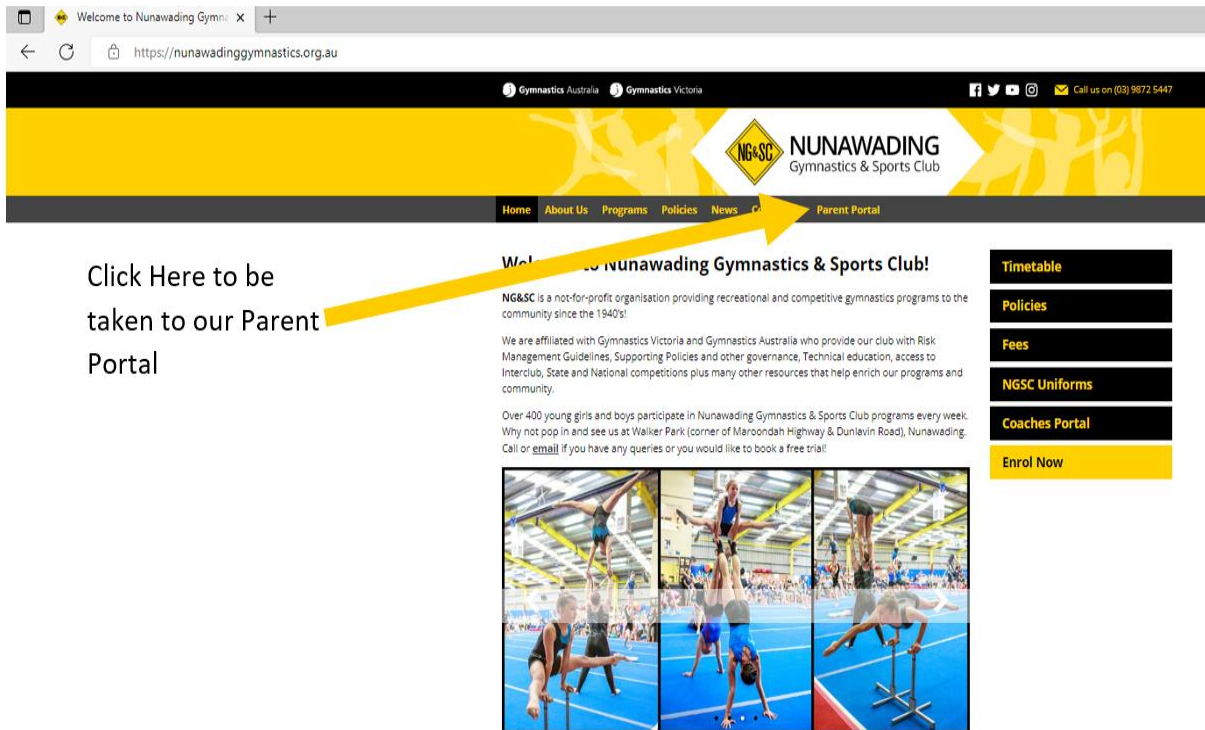 Welcome to Nunawading Gymna
https://nunawadinggymnastics.org.au
Gymnastics Australia Gymnastics Victoria
Call us on (03) 9872 5447
NG&SC
NUNAWADING
Gymnastics & Sports Club
Home About Us Programs Policies News Parent Portal
Click Here to be
taken to our Parent
Portal
to Nunawading Gymnastics & Sports Club!
NG&SC is a not-for-profit organisation providing recreational and competitive gymnastics programs to the
community since the 1940's!
We are affiliated with Gymnastics Victoria and Gymnastics Australia who provide our club with Risk
Management Guidelines, Supporting Policies and other governance, Technical education, access to
Interclub, State and National competitions plus many other resources that help enrich our programs and
community.
Over 400 young girls and boys participate in Nunawading Gymnastics & Sports Club programs every week.
Why not pop in and see us at Walker Park (corner of Maroondah Highway & Dunlavin Road), Nunawading.
Call or email if you have any queries or you would like to book a free trial!
Timetable
Policies
Fees
NGSC Uniforms
Coaches Portal
Enrol Now